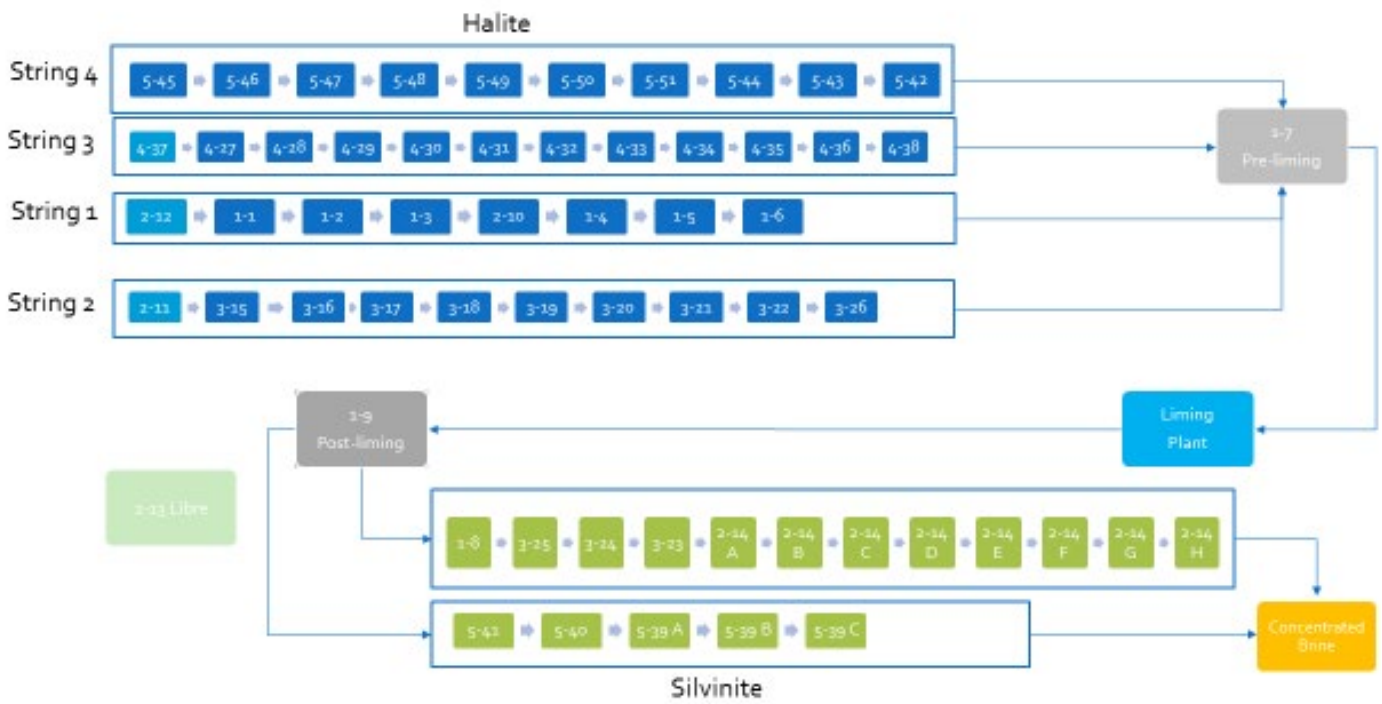 Halite
String 4
5-45 5-46 5-47 5-48 5-49 5-50 5-51 5-44 5-43 5-42
String 3
4-37 4-27 4-28 4-29 4-30 4-31 4-32 4-33 4-34 4-35 4-36 4-38
1-7
Pre-liming
String 1
2-12 1-1 1-2 1-3 2-10 1-4 1-5 1-6
String 2
2-11 3-15 3-16 3-17 3-18 3-19 3-20 3-21 3-22 3-26
1-9
Post-liming
Liming
Plant
2-13 Libre
1-8 3-25 3-24 3-23 2-14 2-14 2-14 2-14 2-14 2-14 2-14 2-14
A B C D E F G H
5-41 5-40 5-39 A 5-39 B 5-39 C
Concentrated
Brine
Silvinite